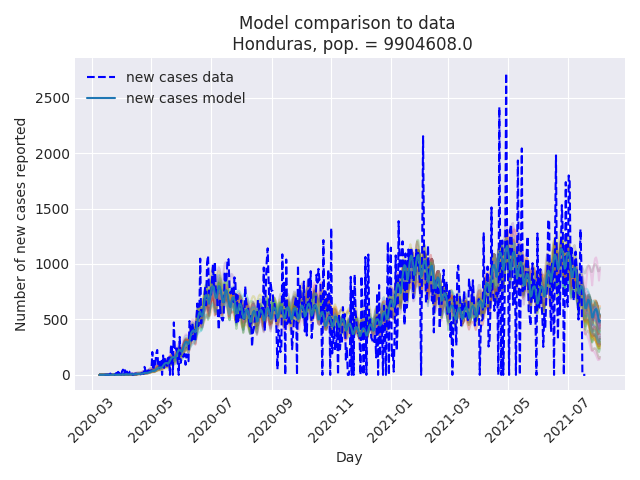 Model comparison to data
Honduras, pop. = 9904608.0
new cases data
new cases model
Number of new cases reported
2500
2000
1500
1000
500
0
2020-03
2020-05
2020-07
2020-09
2020-11
2021-01
2021-03
2021-05
2021-07
Day